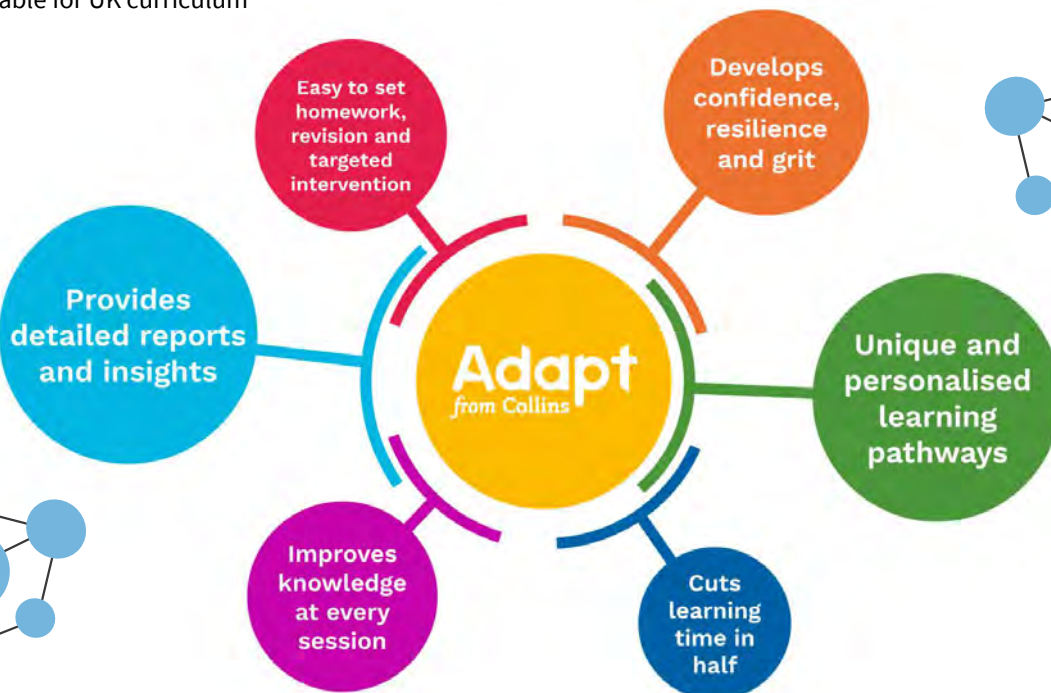 for UK curriculum
Easy to set
homework,
revision and
targeted
intervention
Develops
confidence,
resilience
and grit
Provides
detailed reports
and insights
Adapt
from Collins
Unique and
personalised
learning
pathways
Improves
knowledge
at every
session
Cuts
learning
time in
half